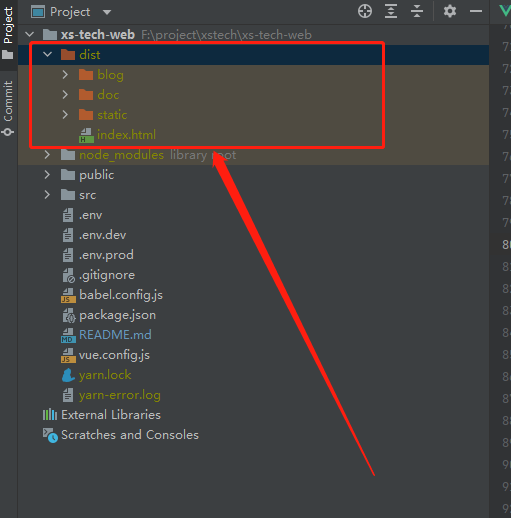 Project
Commit
Project
xs-tech-web F:\project\xstech\xs-tech-web
dist
blog
doc
static
index.html
node_modules library root
public
src
.env
.env.dev
.env.prod
.gitignore
babel.config.js
package.json
README.md
vue.config.js
yarn.lock
yarn-error.log
External Libraries
Scratches and Consoles